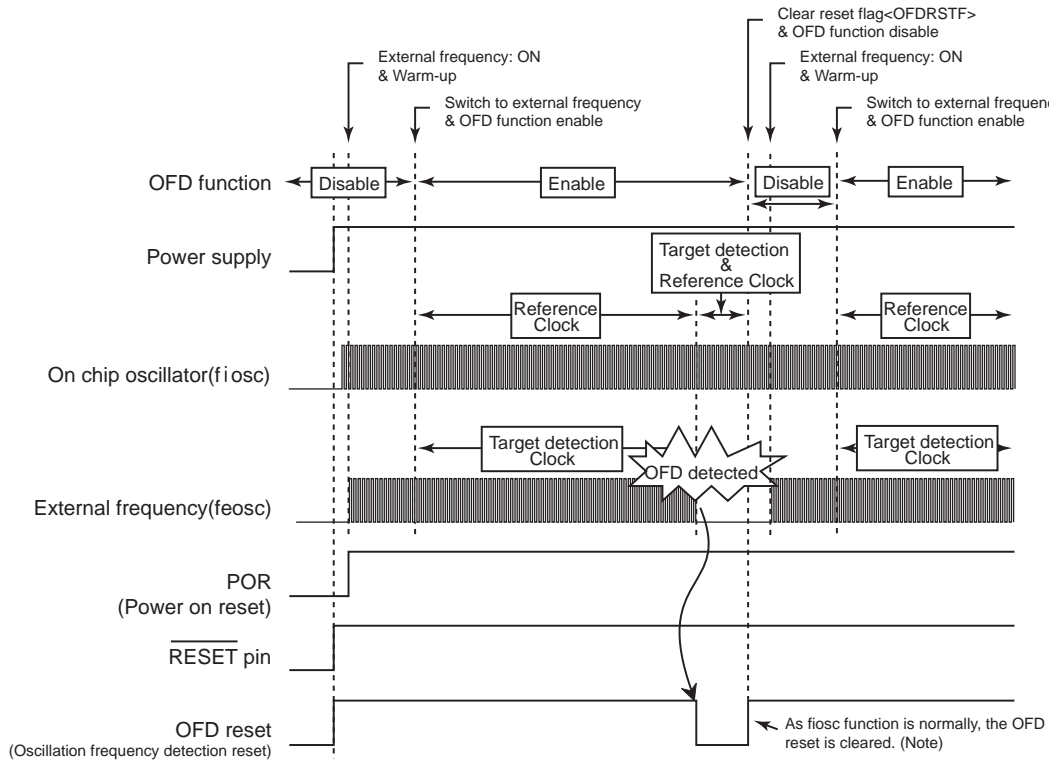 Clear reset flag<OFDRSTF>
& OFD function disable
External frequency: ON
& Warm-up
External frequency: ON
& Warm-up
Switch to external frequency
& OFD function enable
Switch to external frequenc
& OFD function enable
OFD function
Disable
Enable
Disable
Enable
Power supply
Target detection
&
Reference Clock
Reference
Clock
Reference
Clock
On chip oscillator(fiosc)
Target detection
Clock
OFD detected
Target detection
Clock
External frequency(feosc)
POR
(Power on reset)
RESET pin
OFD reset
(Oscillation frequency detection reset)
As fiosc function is normally, the OFD
reset is cleared. (Note)